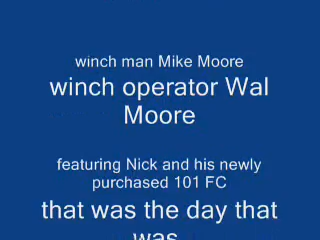 winch man Mike Moore
winch operator Wal
Moore
featuring Nick and his newly
purchased 101 FC
that was the day that
was